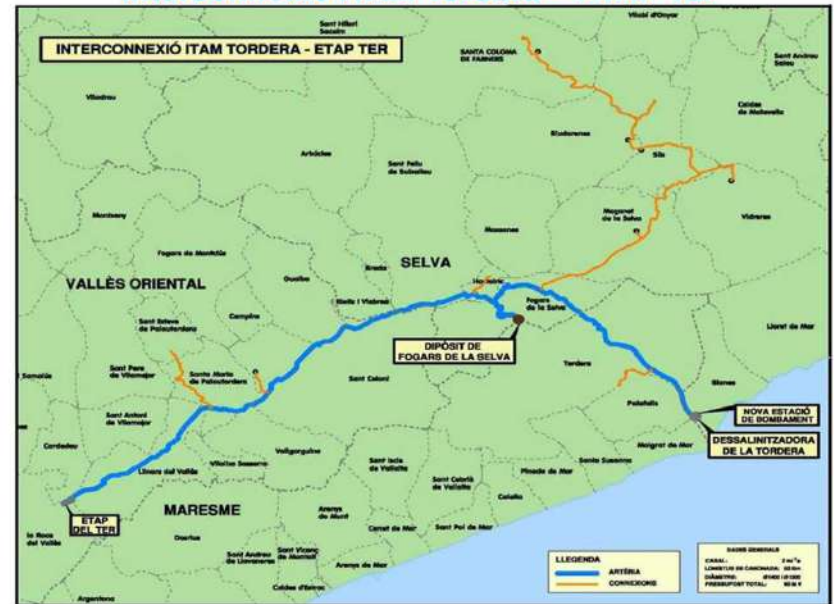 INTERCONNEXIÓ ITAM TORDERA - ETAP TER
Sant Hilari
Sacalm
Vilobí d'Onyar
SANTA COLOMA
DE FARNERS
Sant Andreu
Salou
Viladrau
Caldes
de Malavella
Riudarenes
Arbúcies
Sils
Sant Feliu
de Buixalleu
Montseny
Massanes
Maçanet
de la Selva
Vidreres
Fogars de Montclús
SELVA
Breda
Gualba
VALLÈS ORIENTAL
Hostalric
Riells i Viabrea
Fogars
de la Selva
Sant Esteve
de Palautordera
Campins
Lloret de Mar
DIPÒSIT DE
FOGARS DE LA SELVA
Tordera
Sant Pere
de Vilamajor
Santa Maria
de Palautordera
Sant Celoni
Blanes
Palafolls
NOVA ESTACIÓ
DE BOMBAMENT
Sant Antoni
de Vilamajor
DESSALINITZADORA
DE LA TORDERA
Cardedeu
Vallgorguina
Malgrat de Mar
Santa Susanna
Llinars del Vallès
Vilalba Sasserra
Sant Iscle
de Vallalta
Pineda de Mar
Sant Cebrià
de Vallalta
Calella
MARESME
ETAP
DEL TER
Arenys
de Munt
la Roca
del Vallès
Dosrius
Canet de Mar
Sant Pol de Mar
Sant Andreu
de Llavaneres
Sant Vicenç
de Montalt
Arenys de Mar
Caldes d'Estrac
Argentona
LLEGENDA
ARTÈRIA
CONNEXIONS
DADES GENERALS
CABAL:
LONGITUD DE CANONADA:
DIÀMETRE:
PRESSUPOST TOTAL: